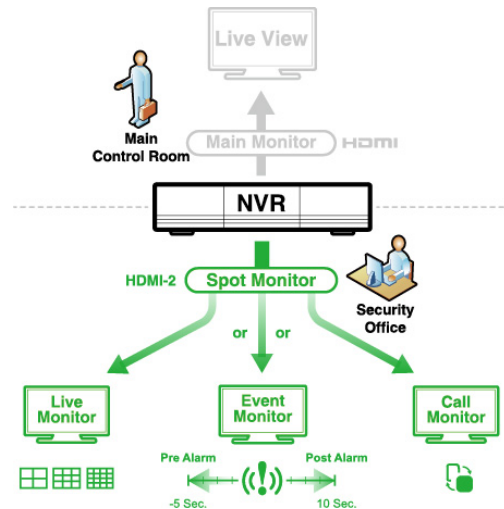 Live View
Main
Control Room
Main Monitor
HDMI
NVR
HDMI-2
Spot Monitor
Security
Office
or
or
Live
Monitor
Event
Monitor
Call
Monitor
Pre Alarm
Post Alarm
-5 Sec.
10 Sec.